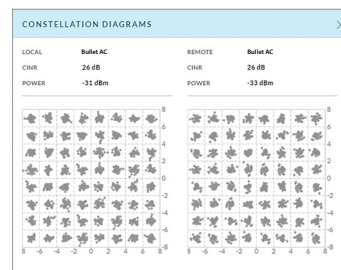 CONSTELLATION DIAGRAMS
LOCAL Bullet AC
CINR 26 dB
POWER -31 dBm
REMOTE Bullet AC
CINR 26 dB
POWER -33 dBm
8
6
4
2
0
-2
-4
-6
-8
8 -6 -4 -2 0 2 4 6 8
8
6
4
2
0
-2
-4
-6
-8
8 -6 -4 -2 0 2 4 6 8